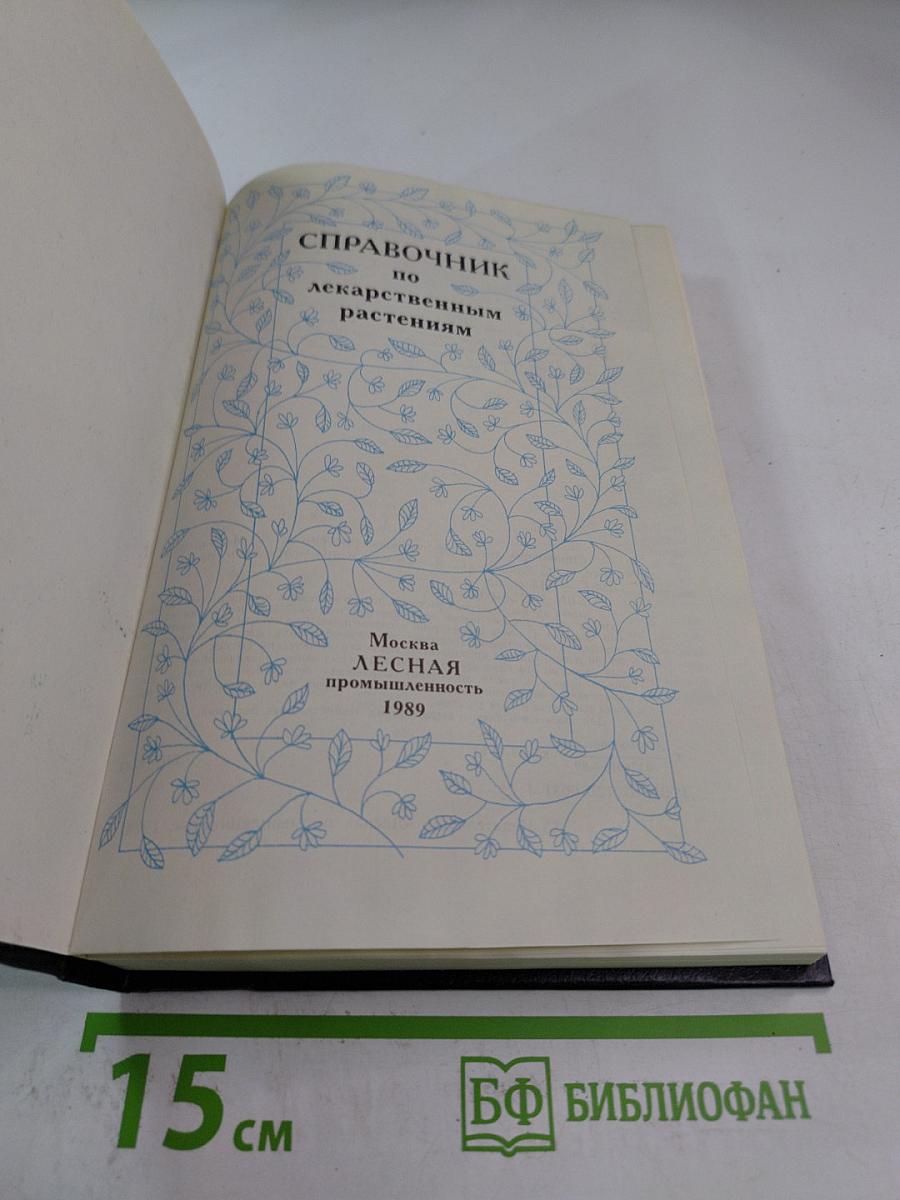 СПРАВОЧНИК
по
лекарственным
растениям
Москва
ЛЕСНАЯ
промышленность
1989
15 см
БФ БИБЛИОФАН